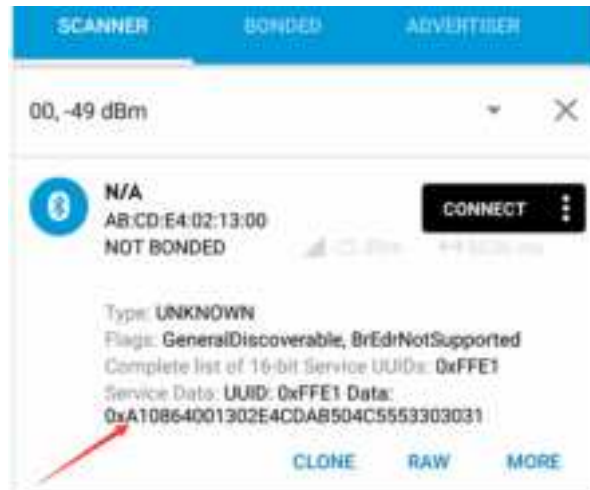 SCANNER BONDED ADVERTISER
00, -49 dBm
N/A
AB:CD:E4:02:13:00
CONNECT
NOT BONDED
Type: UNKNOWN
Flags: GeneralDiscoverable, BrEdrNotSupported
Complete list of 16-bit Service UUIDs: 0xFFE1
Service Data: UUID: 0xFFE1 Data:
0xA10864001302E4CDAB504C5553303031
CLONE RAW MORE